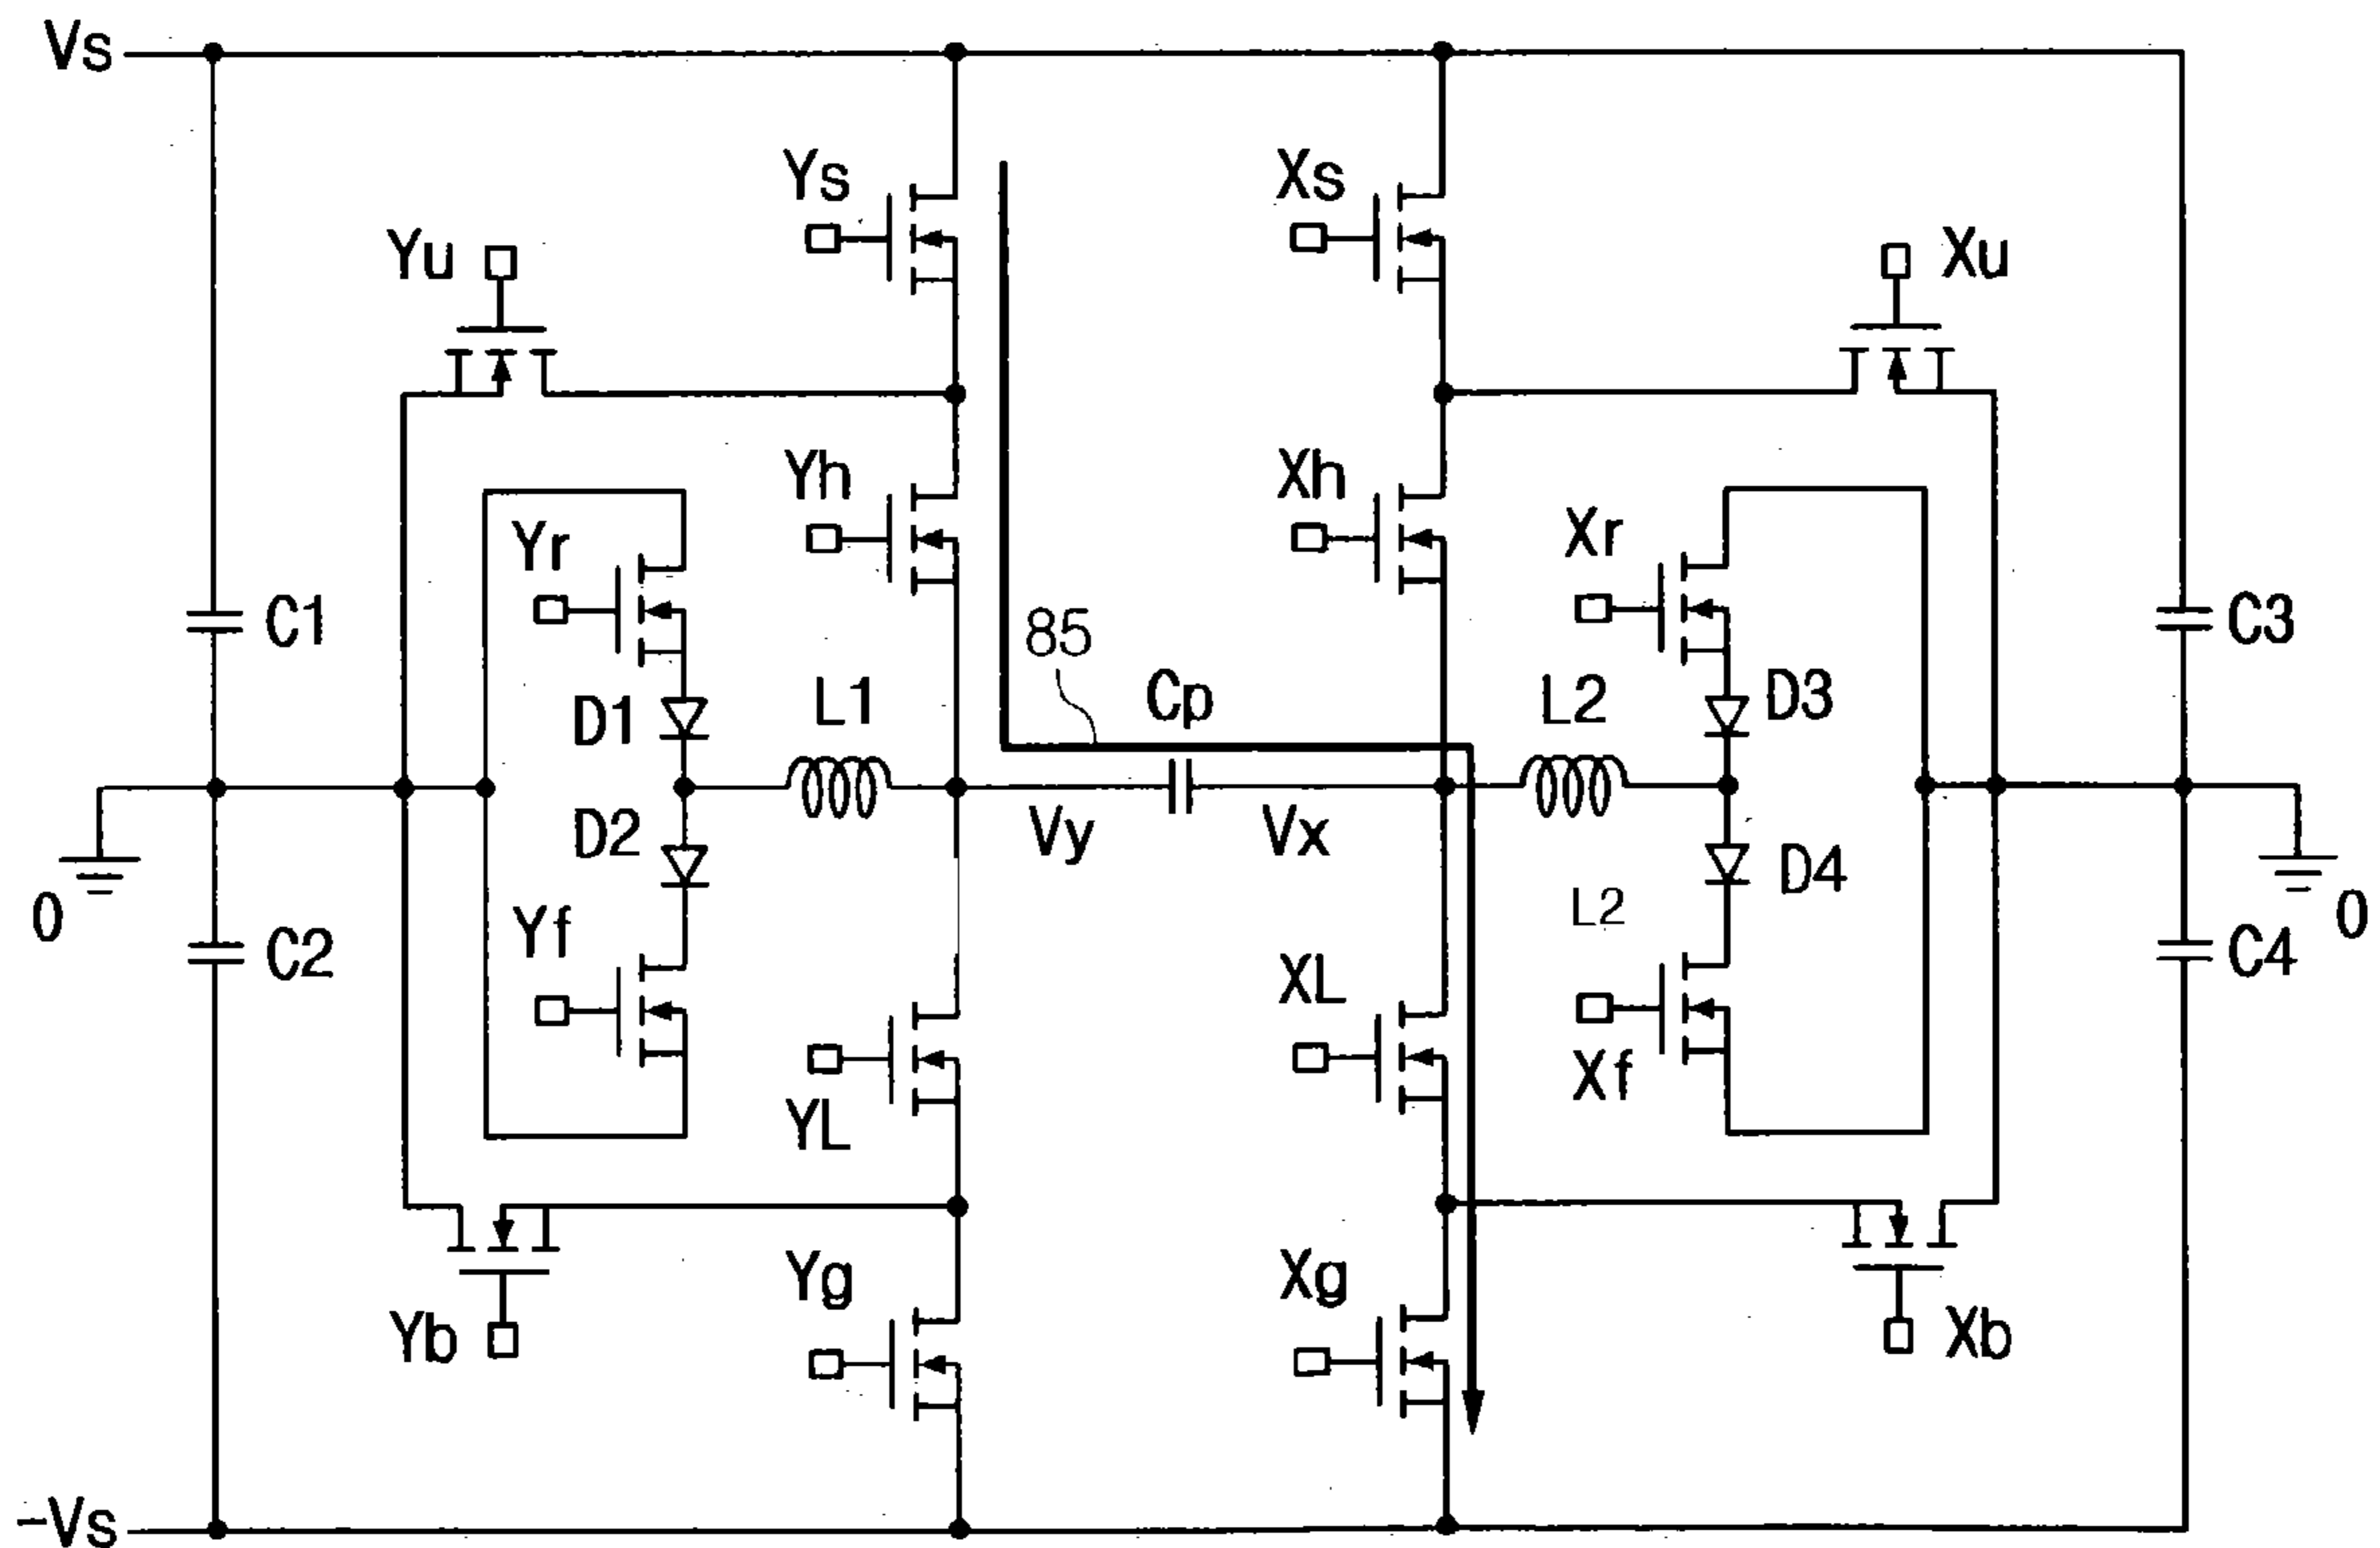 Vs
Ys
Xs
Yu
Xu
Yh
Xh
Yr
Xr
C1
85
C3
D1
L1
Cp
L2
D3
D2
Vy
Vx
D4
0
L2
0
C2
Yf
XL
C4
YL
Xf
Yg
Xg
Yb
Xb
-Vs